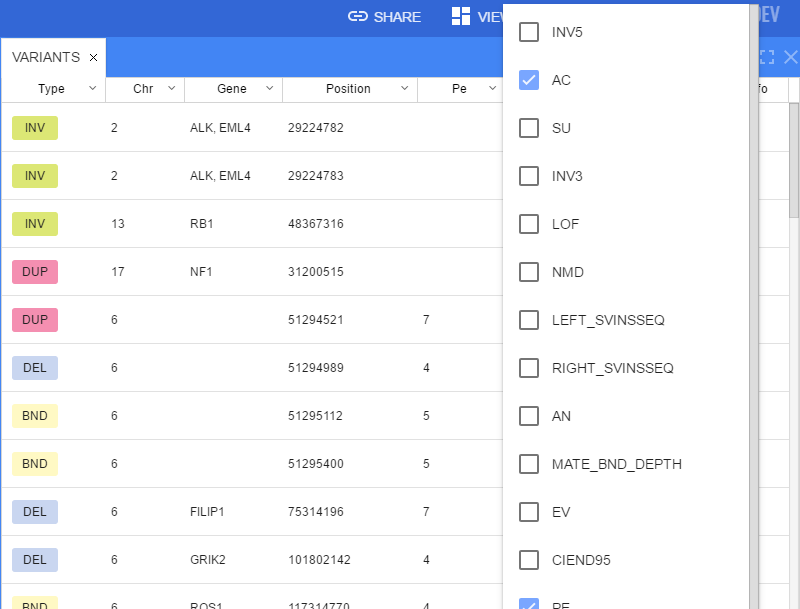 SHARE VIE DEV
VARIANTS
Type Chr Gene Position Pe fo
INV 2 ALK, EML4 29224782
INV 2 ALK, EML4 29224783
INV 13 RB1 48367316
DUP 17 NF1 31200515
DUP 6 51294521 7
DEL 6 51294989 4
BND 6 51295112 5
BND 6 51295400 5
DEL 6 FILIP1 75314196 7
DEL 6 GRIK2 101802142 4
BND 6 ROS1 117314770 4
INV5
AC
SU
INV3
LOF
NMD
LEFT_SVINSSEQ
RIGHT_SVINSSEQ
AN
MATE_BND_DEPTH
EV
CIEND95
PE